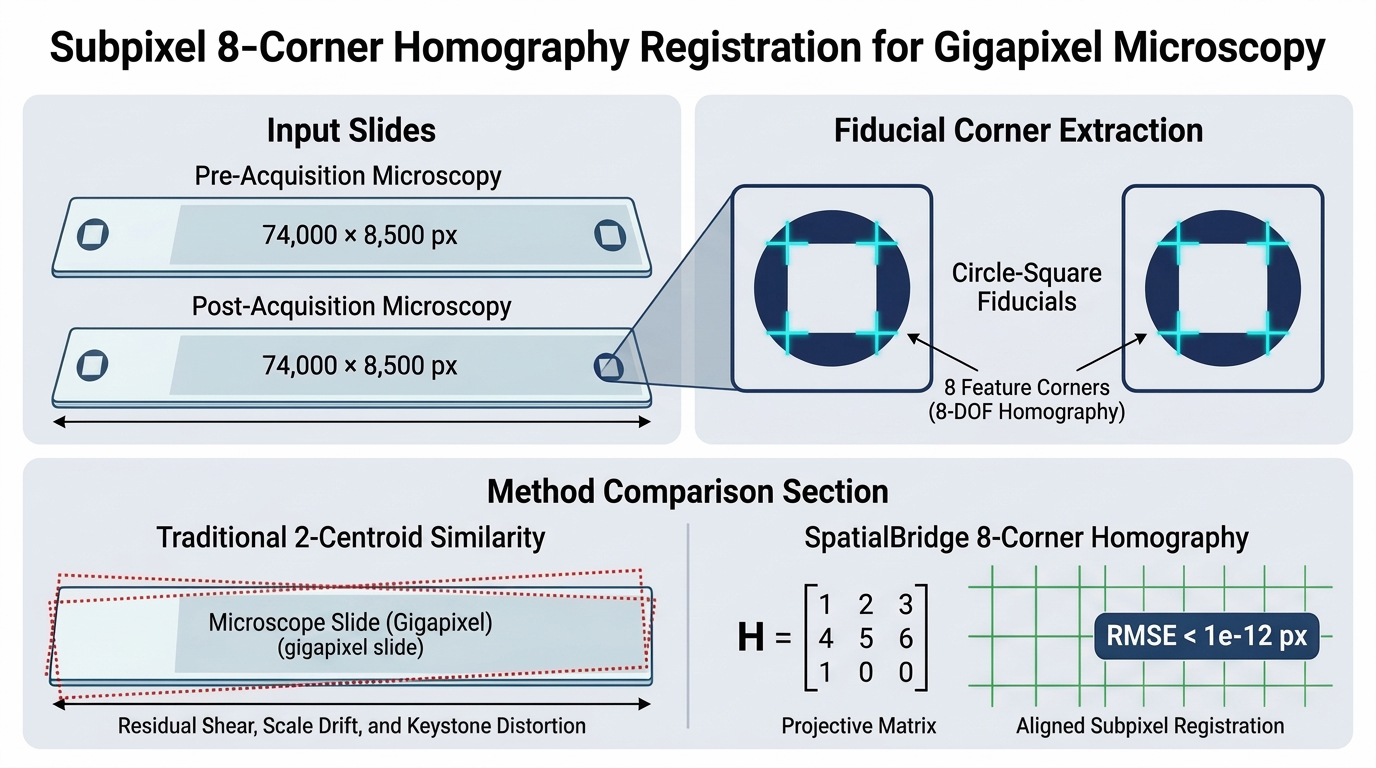 Subpixel 8-Corner Homography Registration for Gigapixel Microscopy
Input Slides
Pre-Acquisition Microscopy
74,000 × 8,500 px
Post-Acquisition Microscopy
74,000 × 8,500 px
Fiducial Corner Extraction
Circle-Square
Fiducials
8 Feature Corners
(8-DOF Homography)
Method Comparison Section
Traditional 2-Centroid Similarity
Microscope Slide (Gigapixel)
(gigapixel slide)
Residual Shear, Scale Drift, and Keystone Distortion
SpatialBridge 8-Corner Homography
H =
1 2 3
4 5 6
1 0 0
Projective Matrix
RMSE < 1e-12 px
Aligned Subpixel Registration